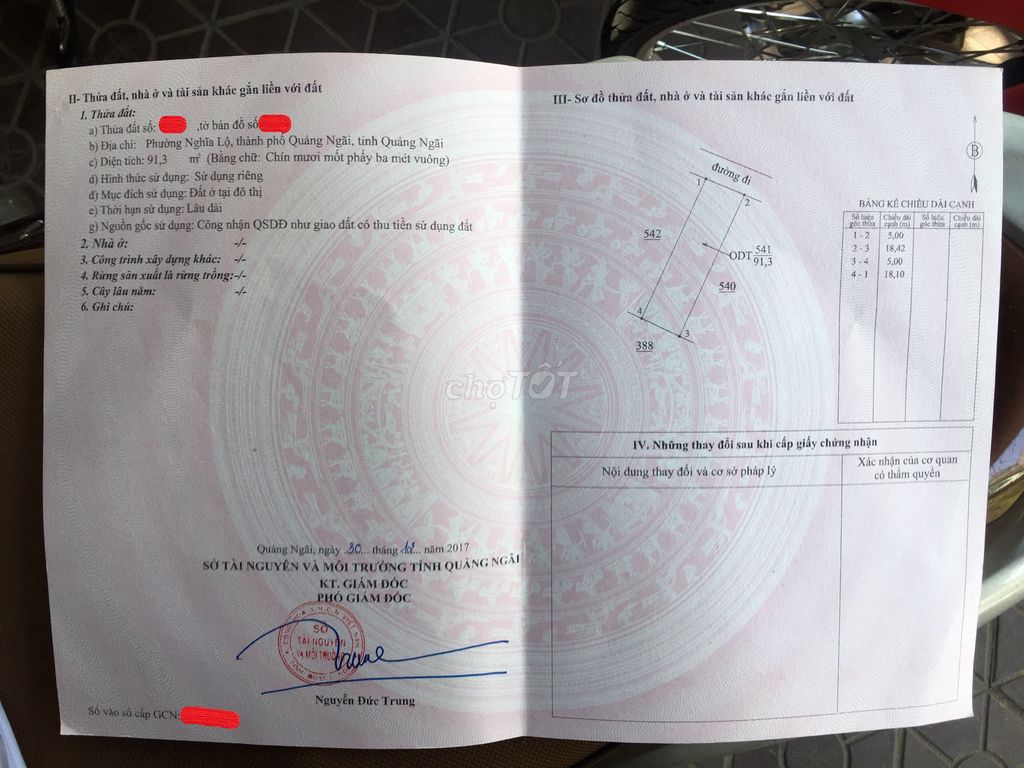 II- Thửa đất, nhà ở và tài sản khác gắn liền với đất
1. Thửa đất:
a) Thửa đất số: ,tờ bản đồ số
b) Địa chỉ: Phường Nghĩa Lộ, thành phố Quảng Ngãi, tỉnh Quảng Ngãi
c) Diện tích: 91,3 m² (Bằng chữ: Chín mươi mốt phẩy ba mét vuông)
d) Hình thức sử dụng: Sử dụng riêng
đ) Mục đích sử dụng: Đất ở tại đô thị
e) Thời hạn sử dụng: Lâu dài
g) Nguồn gốc sử dụng: Công nhận QSDĐ như giao đất có thu tiền sử dụng đất
2. Nhà ở: -/-
3. Công trình xây dựng khác: -/-
4. Rừng sản xuất là rừng trồng:-/-
5. Cây lâu năm: -/-
6. Ghi chú:
Quảng Ngãi, ngày 30 tháng 12 năm 2017
SỞ TÀI NGUYÊN VÀ MÔI TRƯỜNG TỈNH QUẢNG NGÃI
KT. GIÁM ĐỐC
PHÓ GIÁM ĐỐC
SỞ
TÀI NGUYÊN
VÀ MÔI TRƯỜNG
Nguyễn Đức Trung
Số vào sổ cấp GCN:
III- Sơ đồ thửa đất, nhà ở và tài sản khác gắn liền với đất
B
đường đi
1
2
542
ODT 541
91,3
540
4
3
388
BẢNG KÊ CHIỀU DÀI CẠNH
Số hiệu góc thửa Chiều dài cạnh (m) Số hiệu góc thửa Chiều dài cạnh (m)
1 - 2 5,00
2 - 3 18,42
3 - 4 5,00
4 - 1 18,10
chợTỐT
IV. Những thay đổi sau khi cấp giấy chứng nhận
Nội dung thay đổi và cơ sở pháp lý
Xác nhận của cơ quan
có thẩm quyền